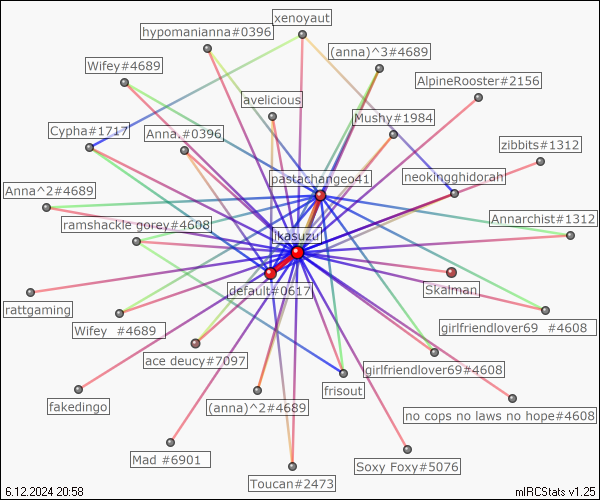 xenoyaut
hypomanianna#0396
(anna)^3#4689
Wifey#4689
AlpineRooster#2156
avelicious
Mushy#1984
Cypha#1717
Anna.#0396
zibbits#1312
pastachangeo41
neokingghidorah
Anna^2#4689
ramshackle gorey#4608
Annarchist#1312
Ikasuzu
Skalman
default#0617
rattgaming
girlfriendlover69 #4608
Wifey #4689
ace deucy#7097
girlfriendlover69#4608
frisout
fakedingo
(anna)^2#4689
no cops no laws no hope#4608
Mad #6901
Soxy Foxy#5076
Toucan#2473
6.12.2024 20:58
mIRCStats v1.25